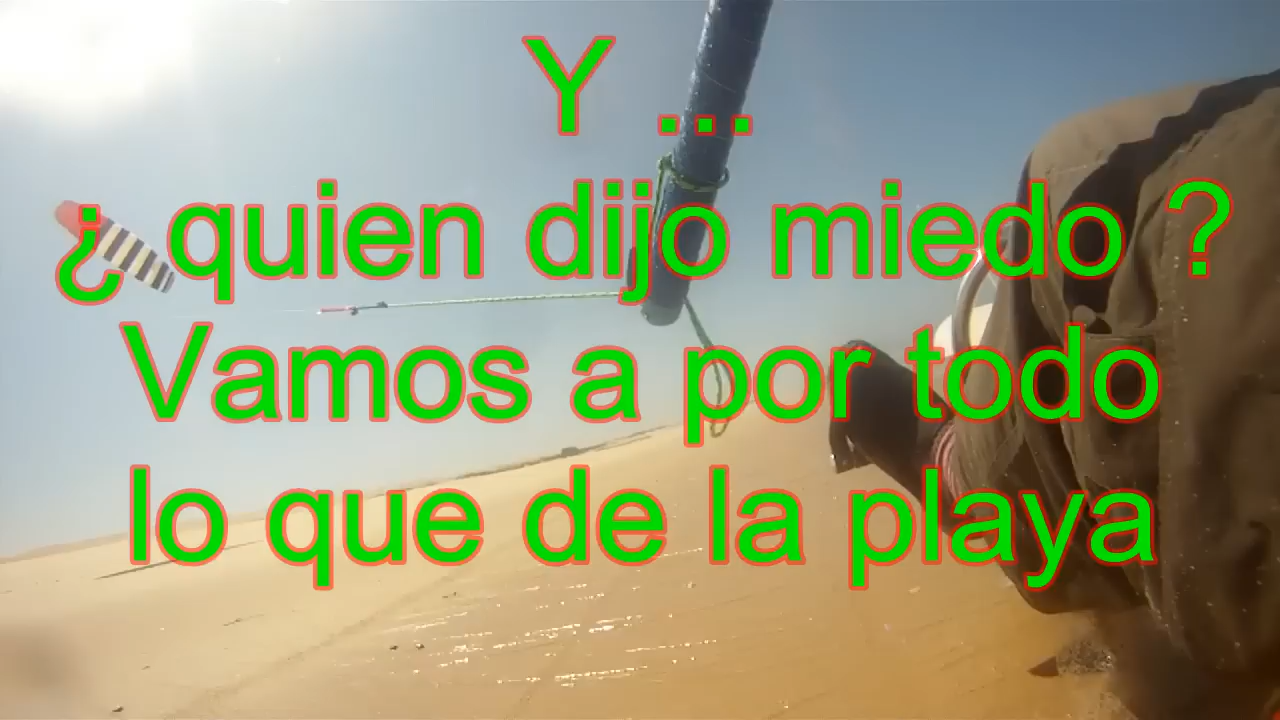 Y ...
¿ quien dijo miedo ?
Vamos a por todo
lo que de la playa